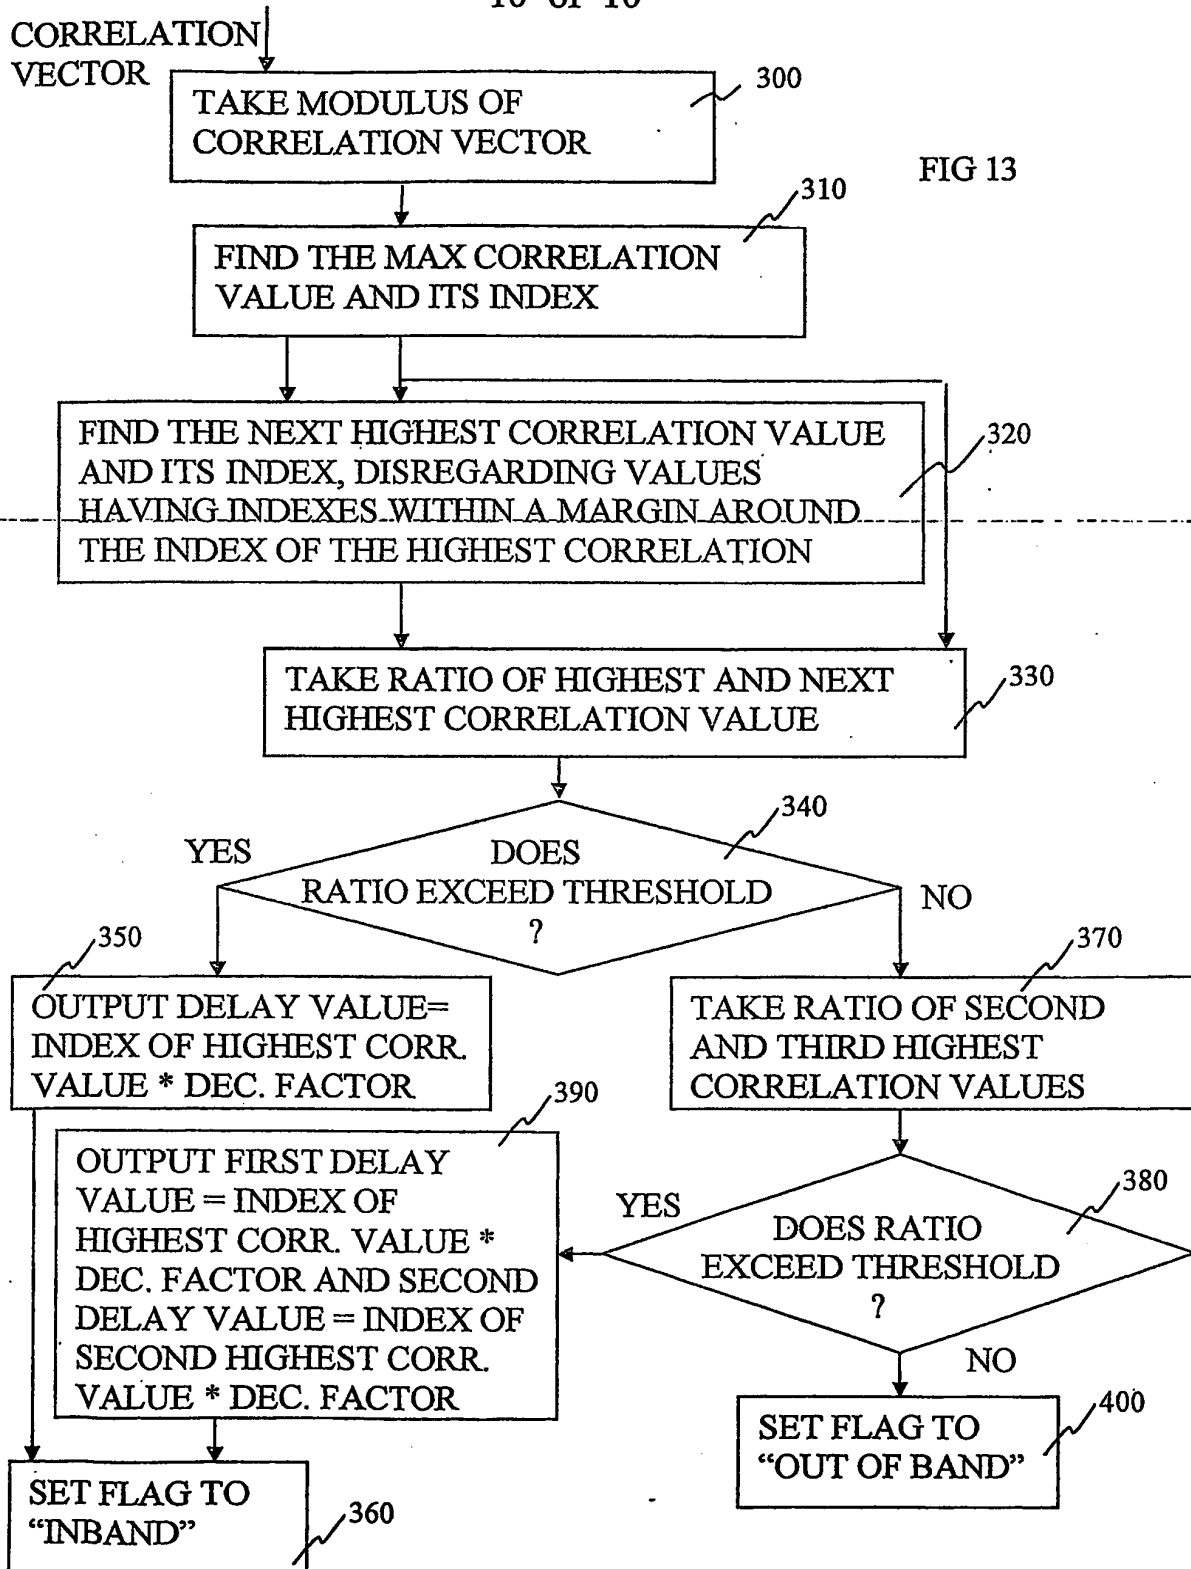 10 of 10
CORRELATION
VECTOR
TAKE MODULUS OF
CORRELATION VECTOR
300
FIG 13
310
FIND THE MAX CORRELATION
VALUE AND ITS INDEX
FIND THE NEXT HIGHEST CORRELATION VALUE
AND ITS INDEX, DISREGARDING VALUES
HAVING INDEXES WITHIN A MARGIN AROUND
THE INDEX OF THE HIGHEST CORRELATION
320
TAKE RATIO OF HIGHEST AND NEXT
HIGHEST CORRELATION VALUE
330
340
YES
DOES
RATIO EXCEED THRESHOLD
?
NO
350
OUTPUT DELAY VALUE=
INDEX OF HIGHEST CORR.
VALUE * DEC. FACTOR
370
TAKE RATIO OF SECOND
AND THIRD HIGHEST
CORRELATION VALUES
390
OUTPUT FIRST DELAY
VALUE = INDEX OF
HIGHEST CORR. VALUE *
DEC. FACTOR AND SECOND
DELAY VALUE = INDEX OF
SECOND HIGHEST CORR.
VALUE * DEC. FACTOR
YES
380
DOES RATIO
EXCEED THRESHOLD
?
NO
400
SET FLAG TO
“OUT OF BAND”
SET FLAG TO
“INBAND”
360